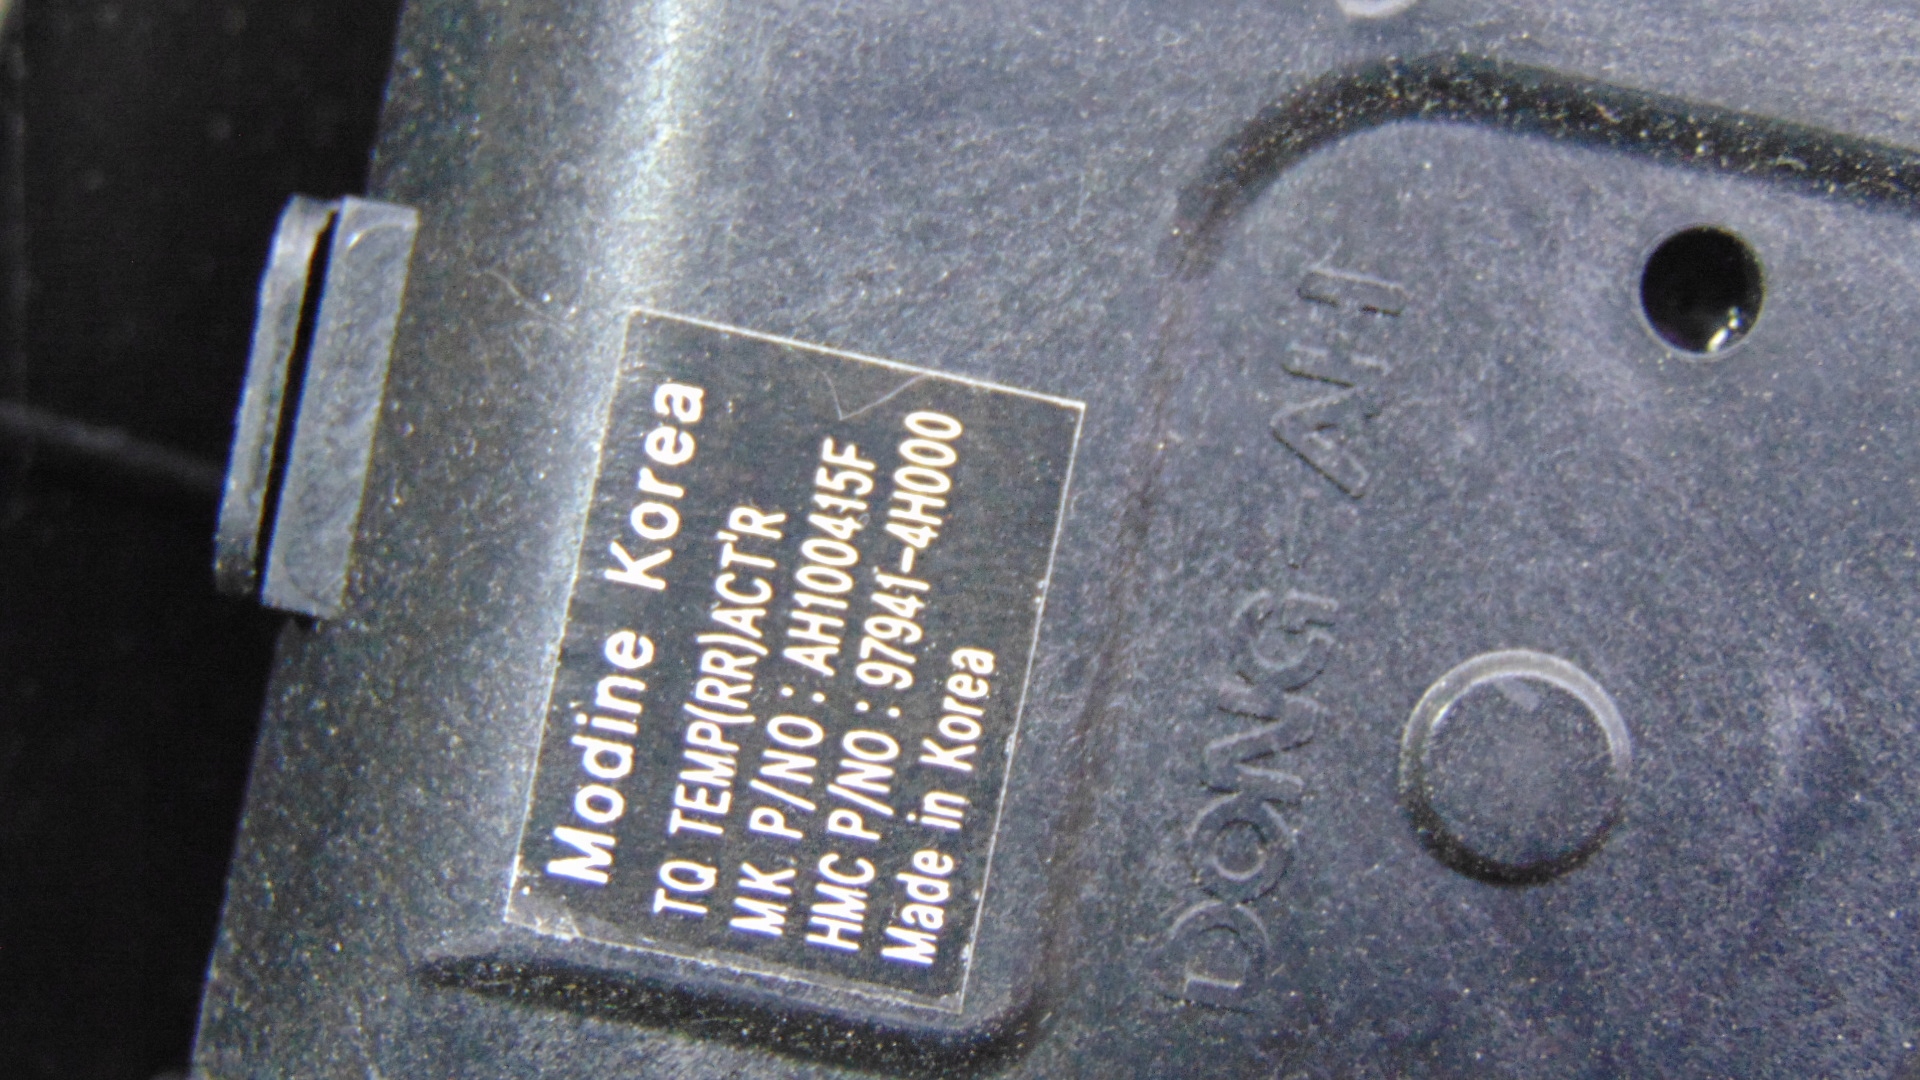 Modine Korea
TQ TEMP(RR)ACT'R
MK P/NO : AH100415F
HMC P/NO : 97941-4H000
Made in Korea
DONG-AH